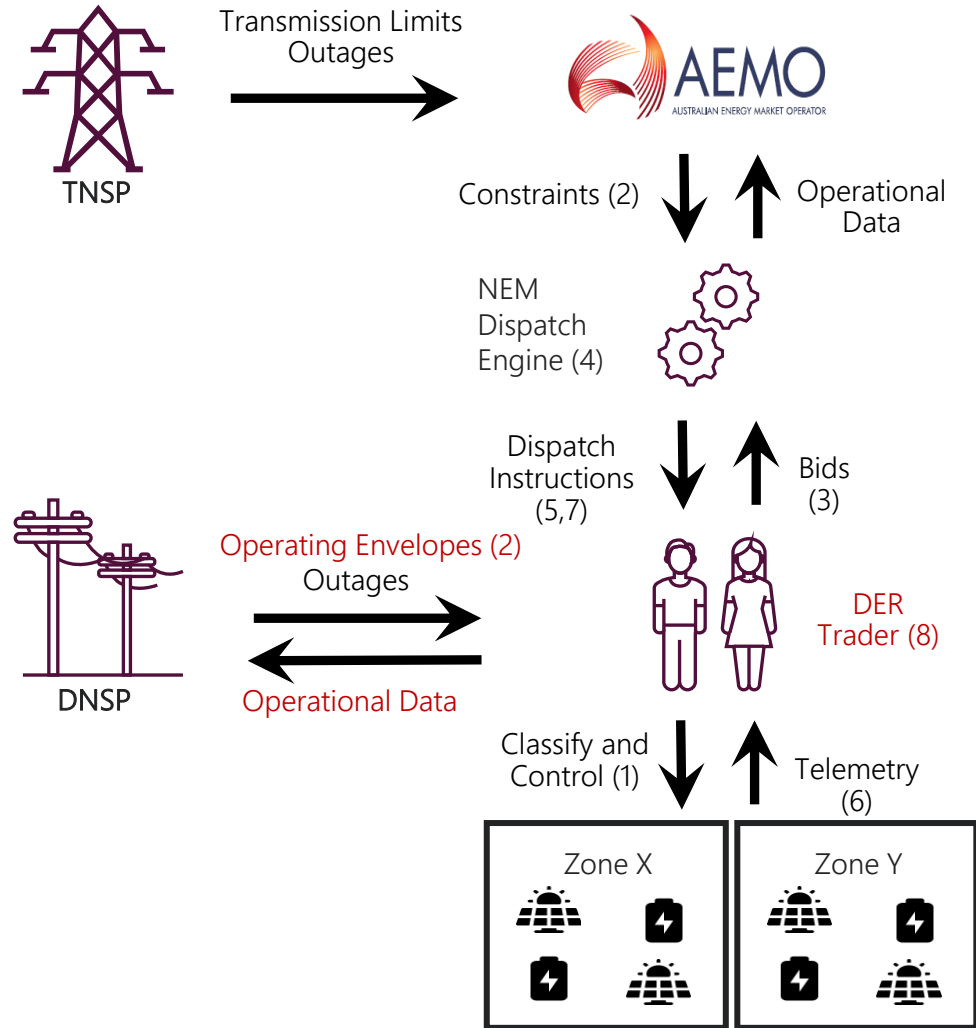 Transmission Limits
Outages
AEMO
AUSTRALIAN ENERGY MARKET OPERATOR
TNSP
Constraints (2)
Operational
Data
NEM
Dispatch
Engine (4)
Dispatch
Instructions
(5,7)
Bids
(3)
Operating Envelopes (2)
Outages
DER
Trader (8)
DNSP
Operational Data
Classify and
Control (1)
Telemetry
(6)
Zone X
Zone Y